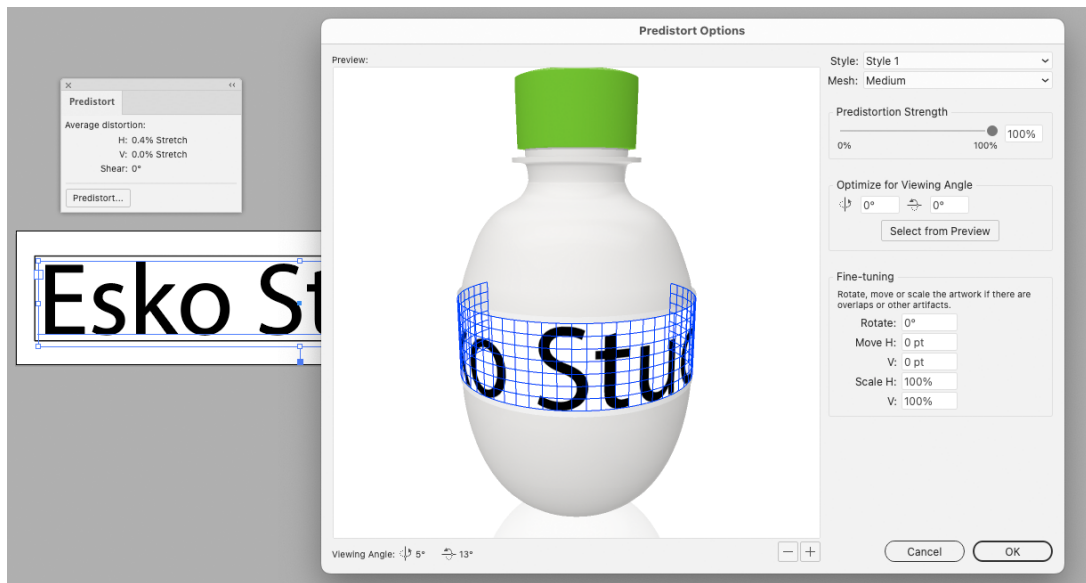 Predistort Options
Preview:
Style: Style 1
Mesh: Medium
Predistortion Strength
100%
0% 100%
Optimize for Viewing Angle
0° 0°
Select from Preview
Fine-tuning
Rotate, move or scale the artwork if there are
overlaps or other artifacts.
Rotate: 0°
Move H: 0 pt
V: 0 pt
Scale H: 100%
V: 100%
Viewing Angle: 5° 13°
Cancel OK
Predistort
Average distortion:
H: 0.4% Stretch
V: 0.0% Stretch
Shear: 0°
Predistort...
Esko St
o Stud